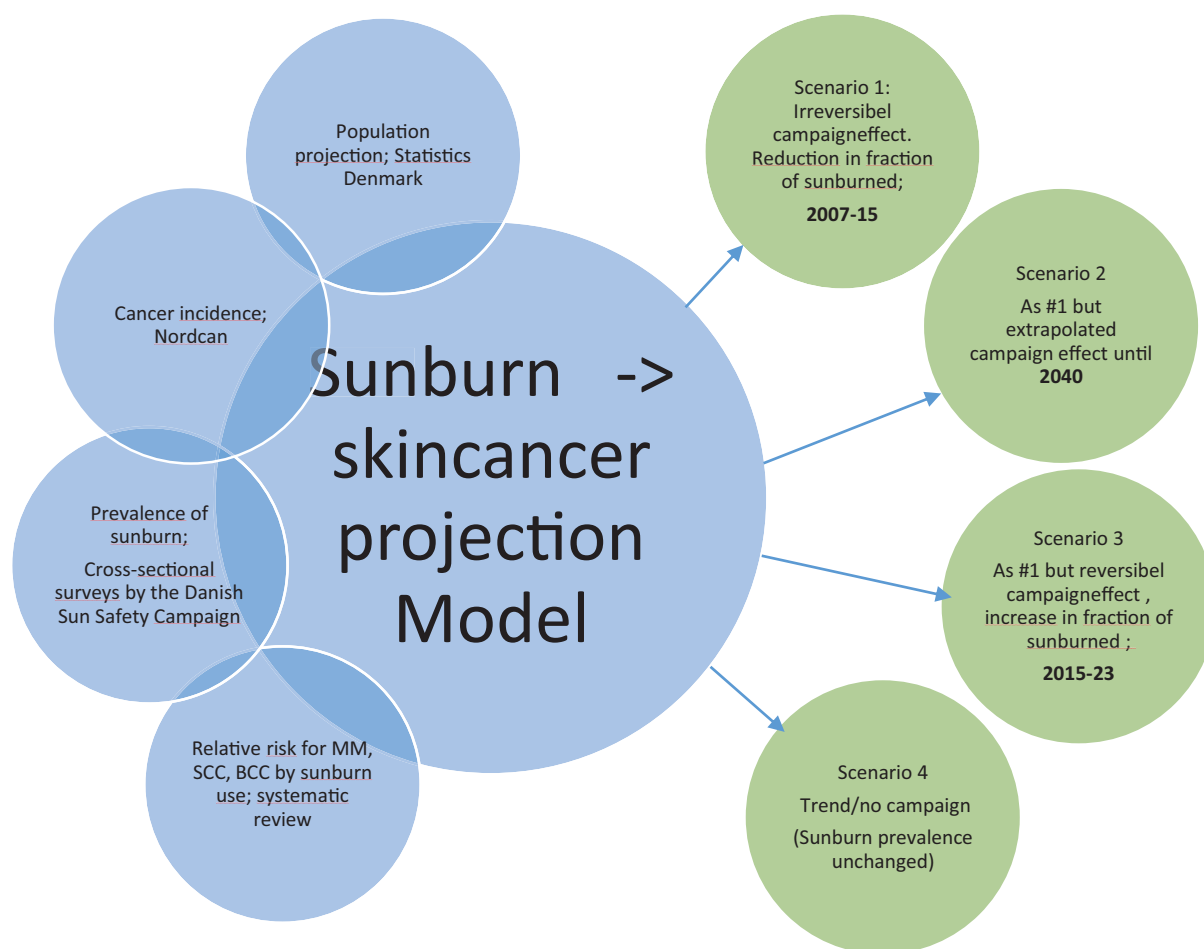 Population
projection; Statistics
Denmark
Cancer incidence;
Nordcan
Prevalence of
sunburn;
Cross-sectional
surveys by the Danish
Sun Safety Campaign
Relative risk for MM,
SCC, BCC by sunburn
use; systematic
review
Sunburn ->
skincancer
projection
Model
Scenario 1:
Irreversibel
campaigneffect.
Reduction in fraction
of sunburned;
2007-15
Scenario 2
As #1 but
extrapolated
campaign effect until
2040
Scenario 3
As #1 but reversibel
campaigneffect ,
increase in fraction of
sunburned ;
2015-23
Scenario 4
Trend/no campaign
(Sunburn prevalence
unchanged)